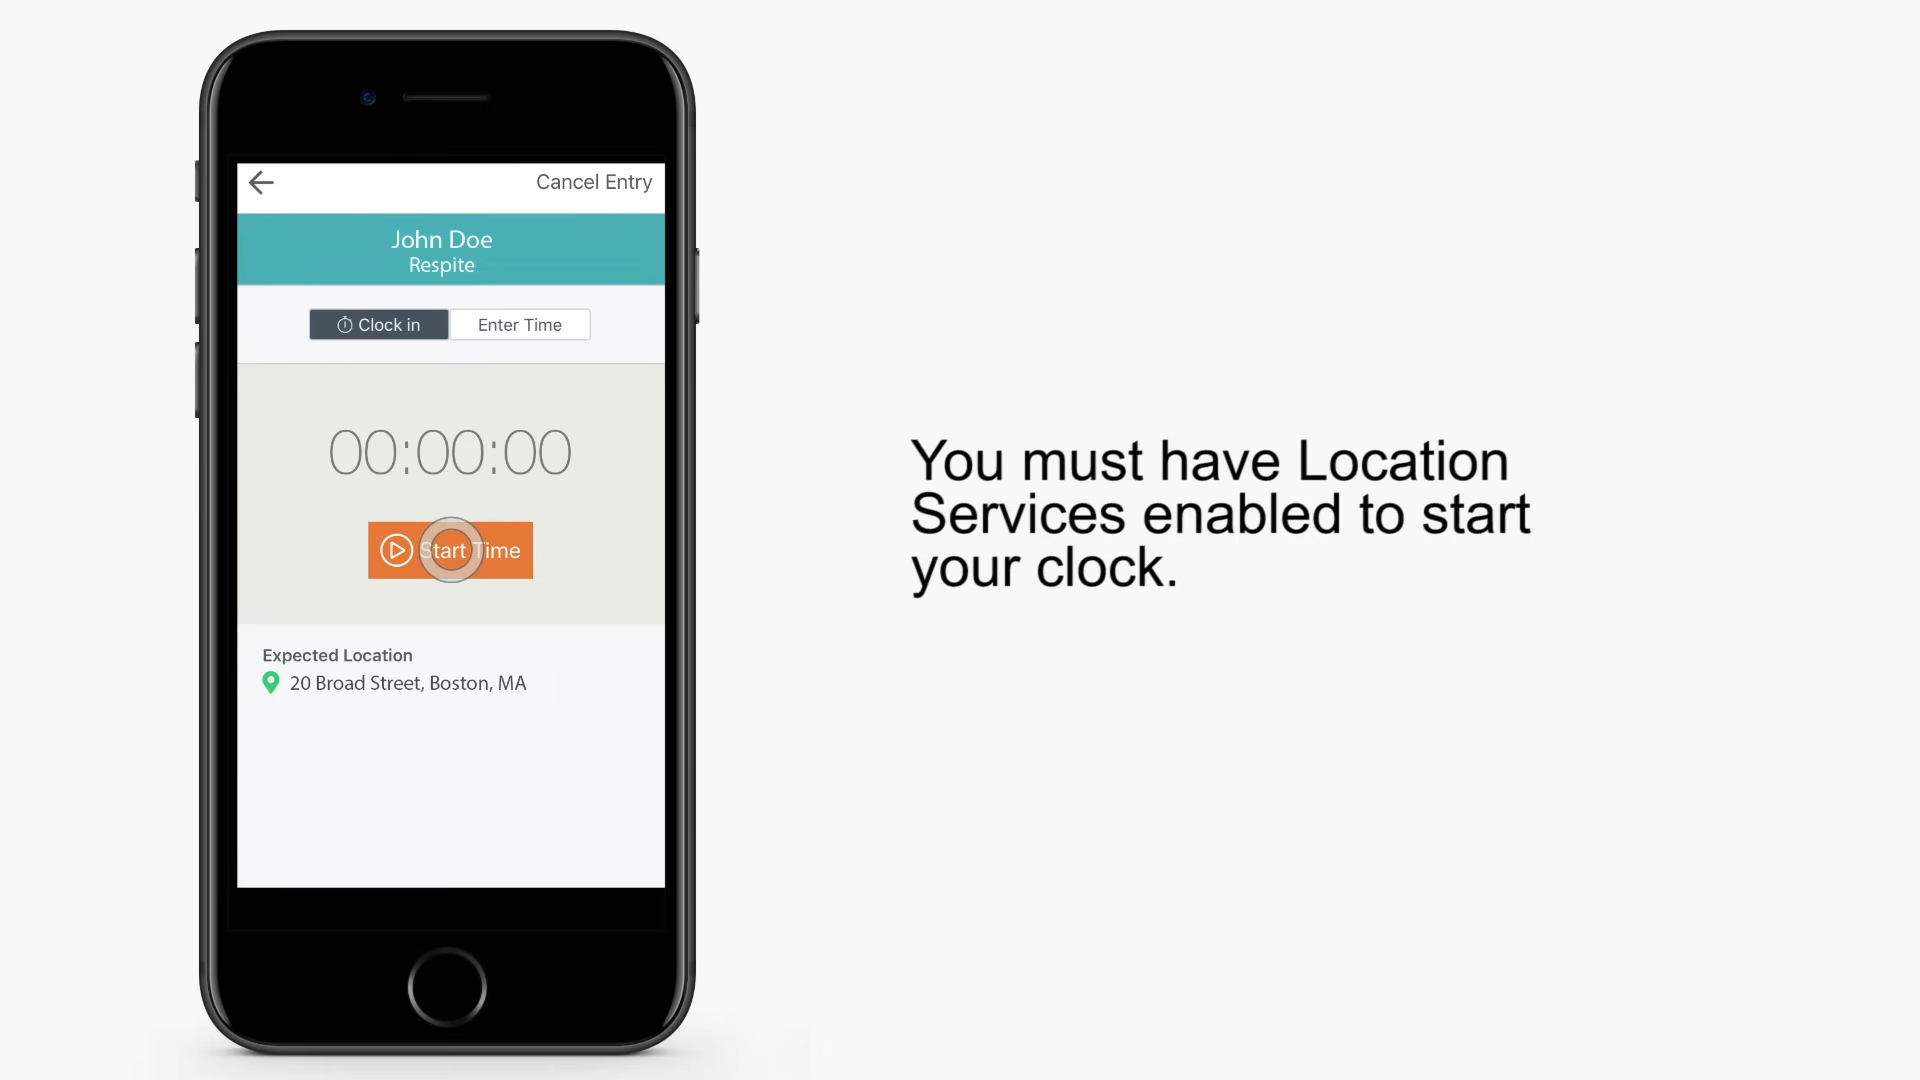 Cancel Entry
John Doe
Respite
Clock in
Enter Time
00:00:00
Start Time
Expected Location
20 Broad Street, Boston, MA
You must have Location
Services enabled to start
your clock.